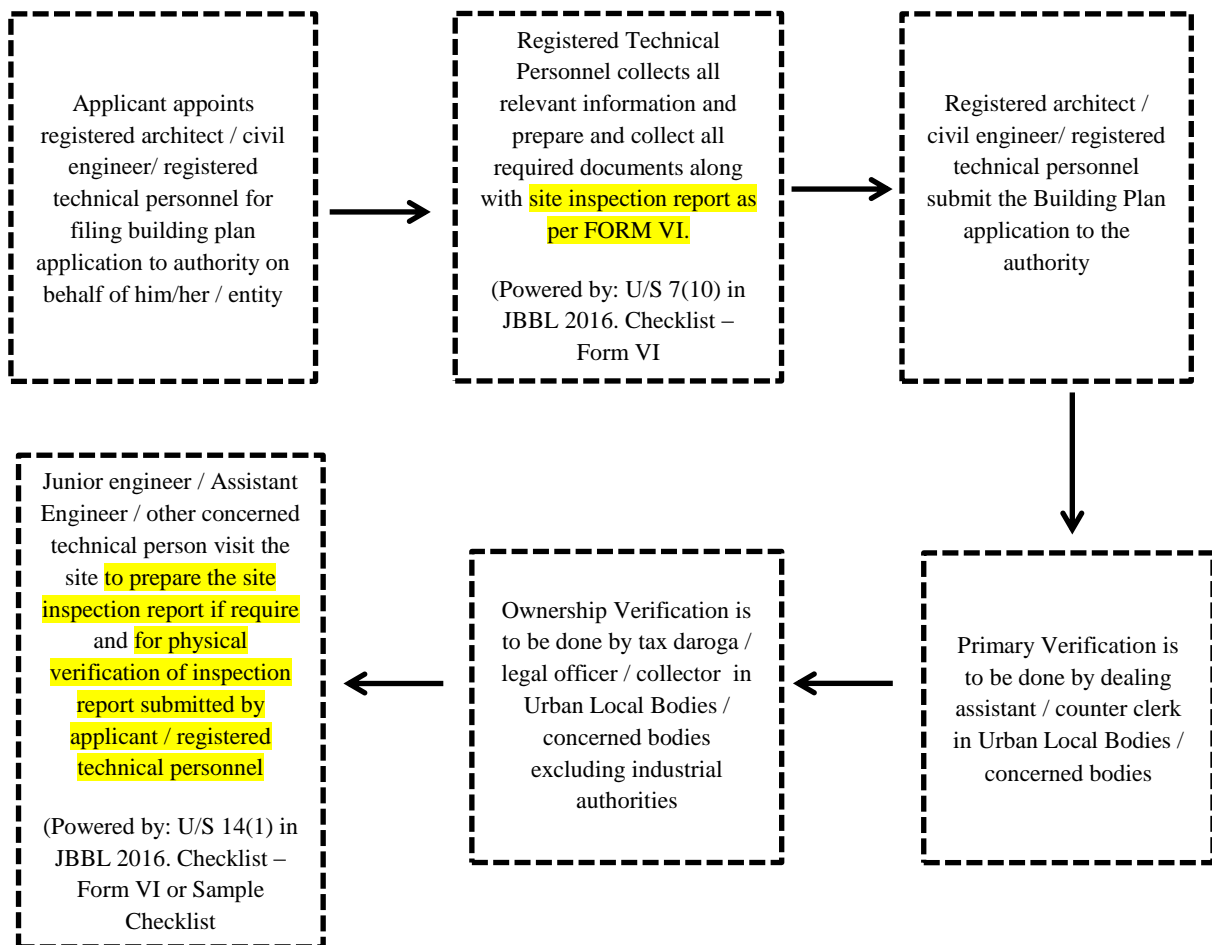 Applicant appoints
registered architect / civil
engineer/ registered
technical personnel for
filing building plan
application to authority on
behalf of him/her / entity
Registered Technical
Personnel collects all
relevant information and
prepare and collect all
required documents along
with site inspection report as
per FORM VI.
(Powered by: U/S 7(10) in
JBBL 2016. Checklist –
Form VI
Registered architect /
civil engineer/ registered
technical personnel
submit the Building Plan
application to the
authority
Primary Verification is
to be done by dealing
assistant / counter clerk
in Urban Local Bodies /
concerned bodies
Ownership Verification is
to be done by tax daroga /
legal officer / collector in
Urban Local Bodies /
concerned bodies
excluding industrial
authorities
Junior engineer / Assistant
Engineer / other concerned
technical person visit the
site to prepare the site
inspection report if require
and for physical
verification of inspection
report submitted by
applicant / registered
technical personnel
(Powered by: U/S 14(1) in
JBBL 2016. Checklist –
Form VI or Sample
Checklist